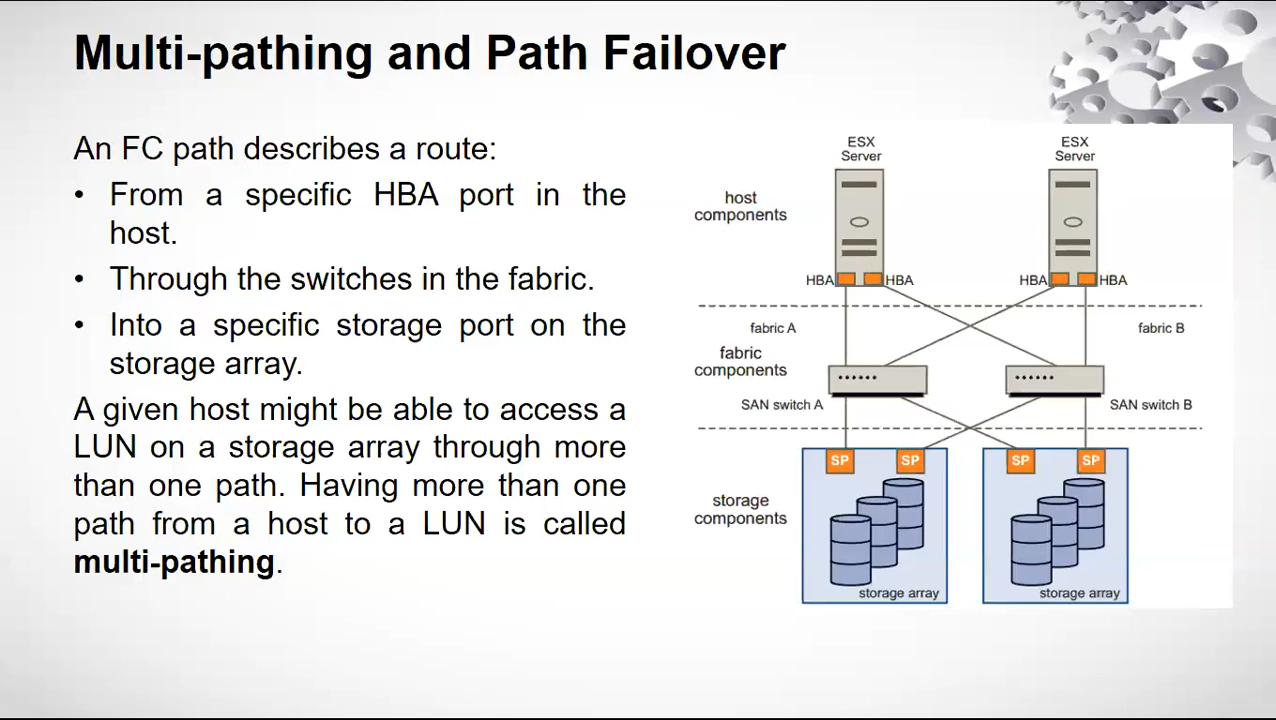 Multi-pathing and Path Failover
An FC path describes a route:
• From a specific HBA port in the
host.
• Through the switches in the fabric.
• Into a specific storage port on the
storage array.
A given host might be able to access a
LUN on a storage array through more
than one path. Having more than one
path from a host to a LUN is called
multi-pathing.
ESX
Server
ESX
Server
host
components
HBA
HBA
HBA
HBA
fabric A
fabric B
fabric
components
SAN switch A
SAN switch B
SP
SP
SP
SP
storage
components
storage array
storage array